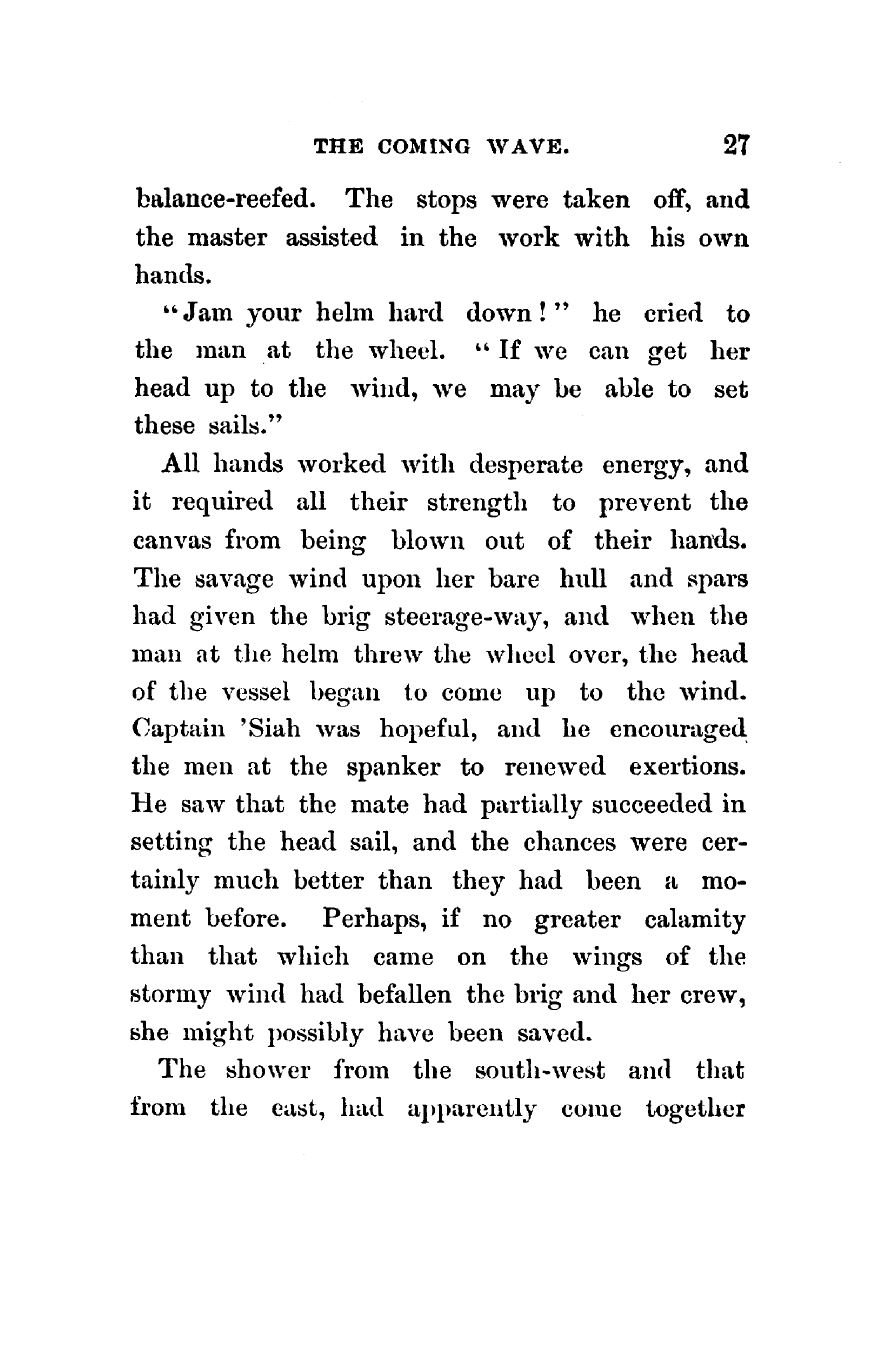 THE COMING WAVE. 27
balance-reefed. The stops were taken off, and
the master assisted in the work with his own
hands.
“Jam your helm hard down!” he cried to
the man at the wheel. “If we can get her
head up to the wind, we may be able to set
these sails.”
All hands worked with desperate energy, and
it required all their strength to prevent the
canvas from being blown out of their hands.
The savage wind upon her bare hull and spars
had given the brig steerage-way, and when the
man at the helm threw the wheel over, the head
of the vessel began to come up to the wind.
Captain ’Siah was hopeful, and he encouraged
the men at the spanker to renewed exertions.
He saw that the mate had partially succeeded in
setting the head sail, and the chances were cer-
tainly much better than they had been a mo-
ment before. Perhaps, if no greater calamity
than that which came on the wings of the
stormy wind had befallen the brig and her crew,
she might possibly have been saved.
The shower from the south-west and that
from the east, had apparently come together